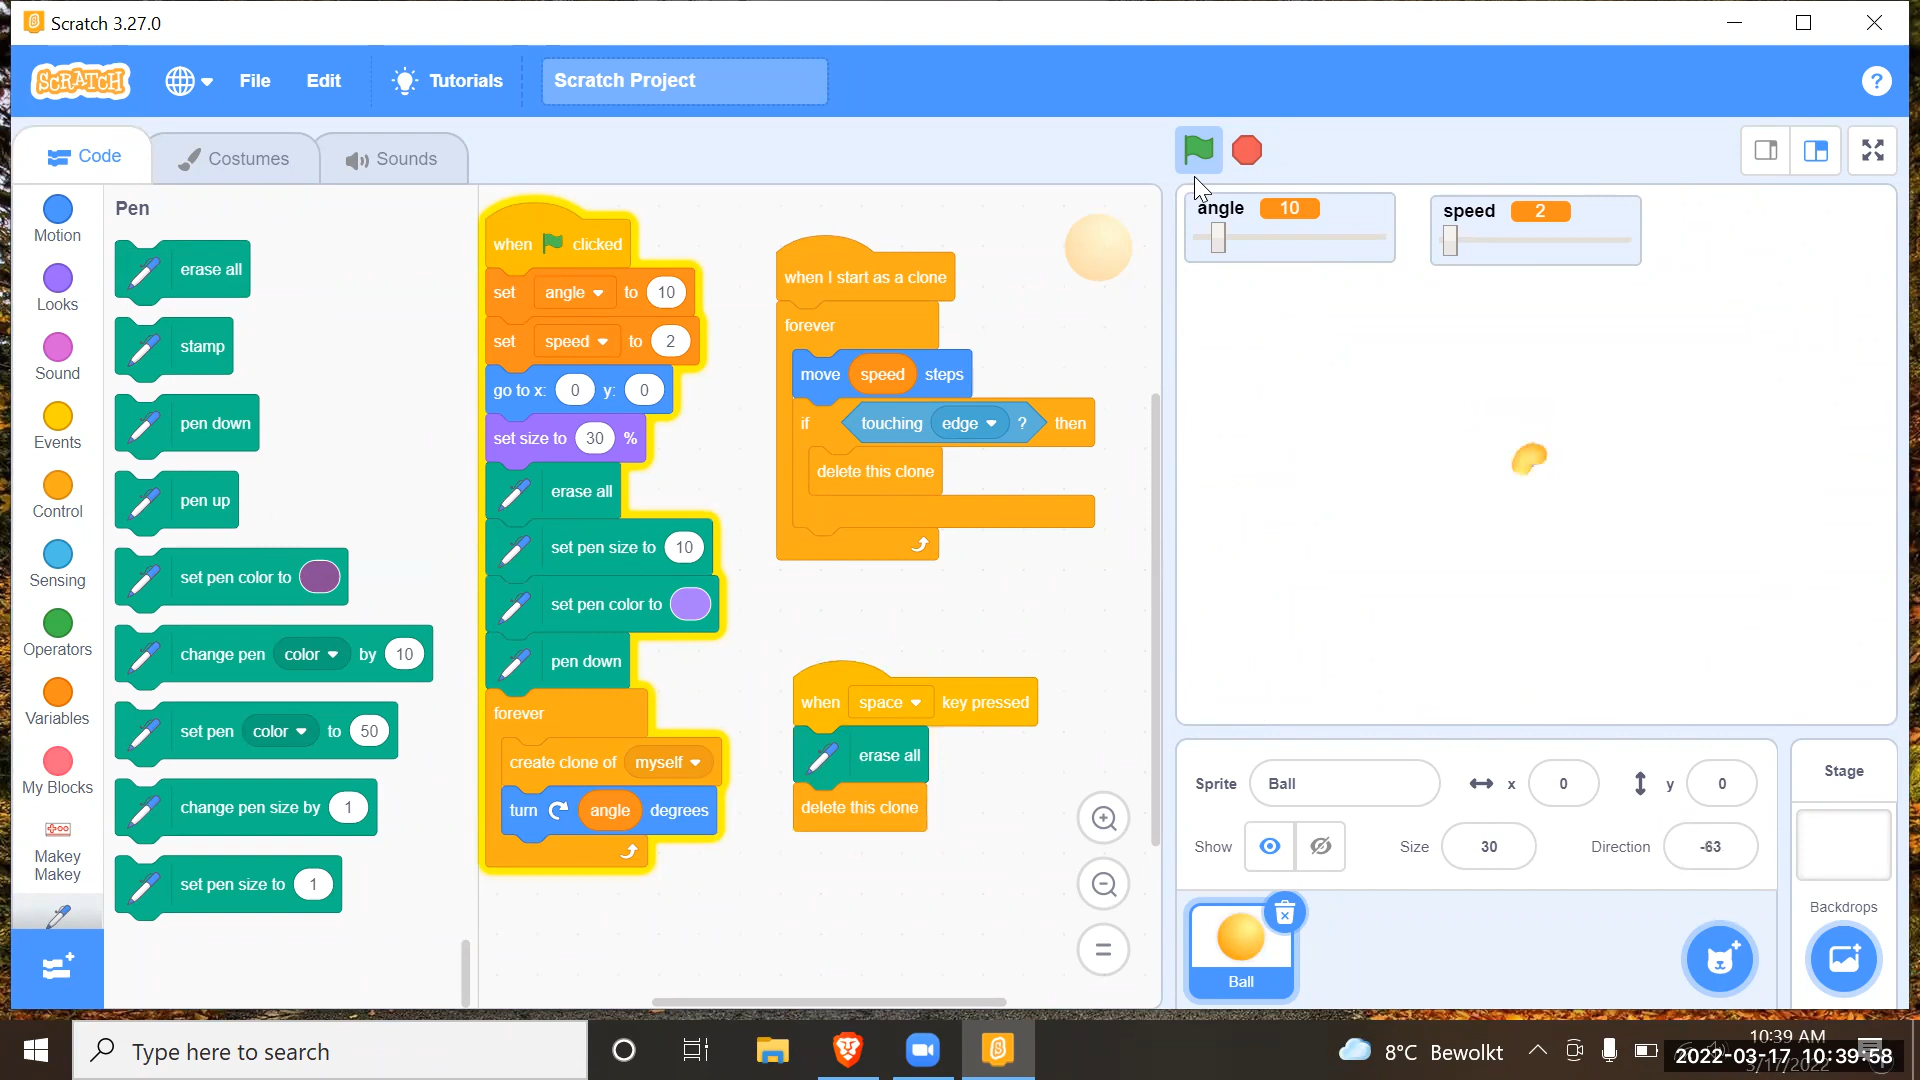 Scratch 3.27.0
SCRATCH
File
Edit
Tutorials
Scratch Project
?
Code
Costumes
Sounds
Motion
Looks
Sound
Events
Control
Sensing
Operators
Variables
My Blocks
Makey
Makey
Pen
erase all
stamp
pen down
pen up
set pen color to
change pen color by 10
set pen color to 50
change pen size by 1
set pen size to 1
when clicked
set angle to 10
set speed to 2
go to x: 0 y: 0
set size to 30 %
erase all
set pen size to 10
set pen color to
pen down
forever
create clone of myself
turn angle degrees
when I start as a clone
forever
move speed steps
if touching edge ? then
delete this clone
when space key pressed
erase all
delete this clone
angle 10
speed 2
Sprite Ball x 0 y 0
Show Size 30 Direction -63
Ball
Stage
Backdrops
Type here to search
8°C Bewolkt
10:39 AM
3/17/2022
2022-03-17 10:39:58